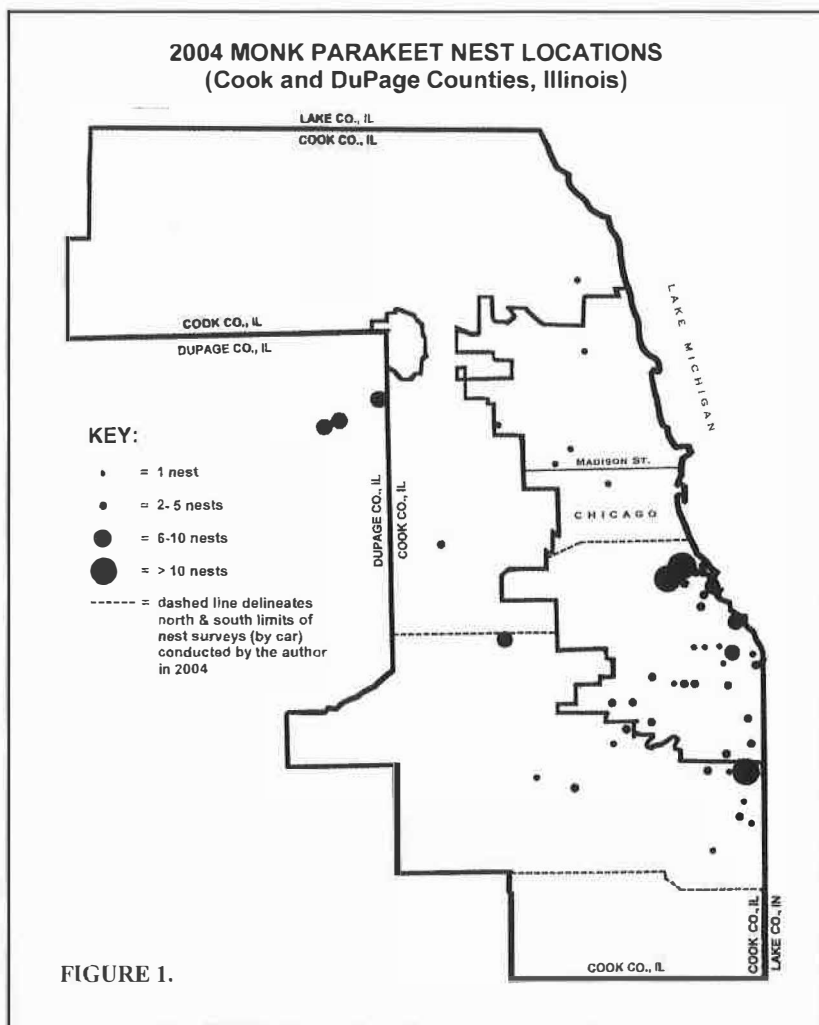 2004 MONK PARAKEET NEST LOCATIONS
(Cook and DuPage Counties, Illinois)
LAKE CO., IL
COOK CO., IL
LAKE MICHIGAN
COOK CO., IL
DUPAGE CO., IL
KEY:
= 1 nest
= 2-5 nests
= 6-10 nests
= > 10 nests
= dashed line delineates
north & south limits of
nest surveys (by car)
conducted by the author
in 2004
MADISON ST.
CHICAGO
DUPAGE CO., IL
COOK CO., IL
COOK CO., IL
LAKE CO., IN
COOK CO., IL
FIGURE 1.